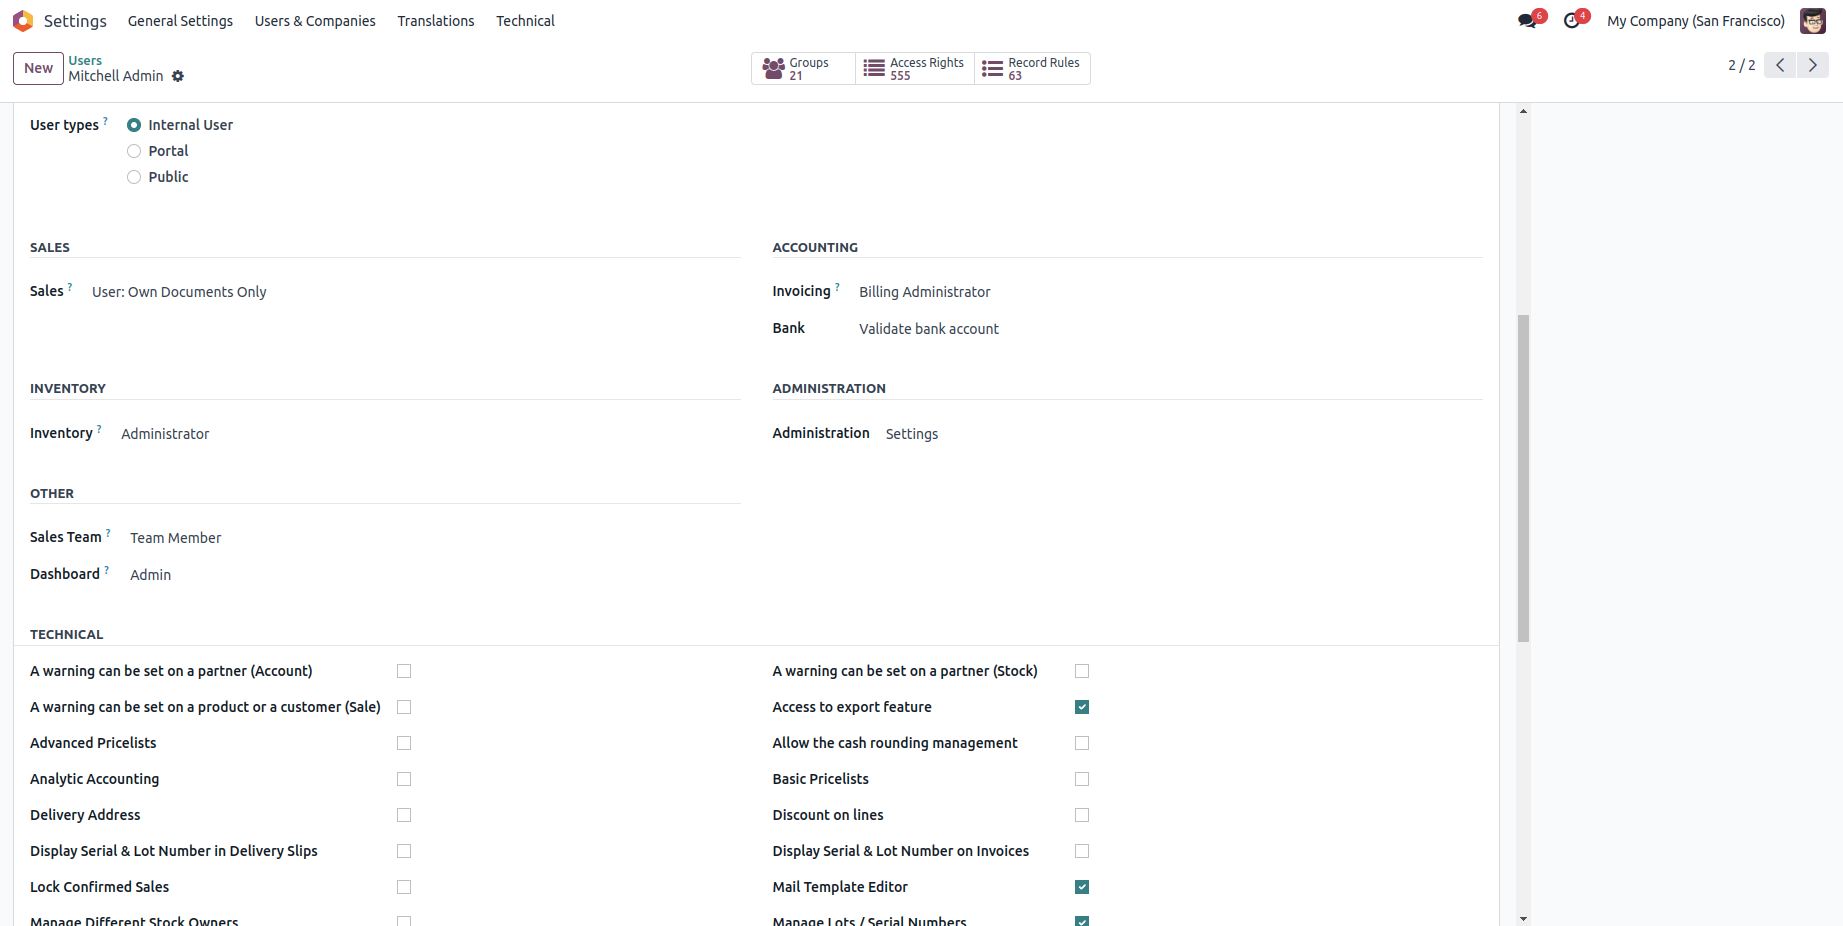 Settings General Settings Users & Companies Translations Technical 6 4 My Company (San Francisco)
New Users Groups Access Rights Record Rules
Mitchell Admin 21 555 63 2 / 2
User types ? Internal User
Portal
Public
SALES ACCOUNTING
Sales ? User: Own Documents Only Invoicing ? Billing Administrator
Bank Validate bank account
INVENTORY ADMINISTRATION
Inventory ? Administrator Administration Settings
OTHER
Sales Team ? Team Member
Dashboard ? Admin
TECHNICAL
A warning can be set on a partner (Account) A warning can be set on a partner (Stock)
A warning can be set on a product or a customer (Sale) Access to export feature
Advanced Pricelists Allow the cash rounding management
Analytic Accounting Basic Pricelists
Delivery Address Discount on lines
Display Serial & Lot Number in Delivery Slips Display Serial & Lot Number on Invoices
Lock Confirmed Sales Mail Template Editor
Manage Different Stock Owners Manage Lots / Serial Numbers